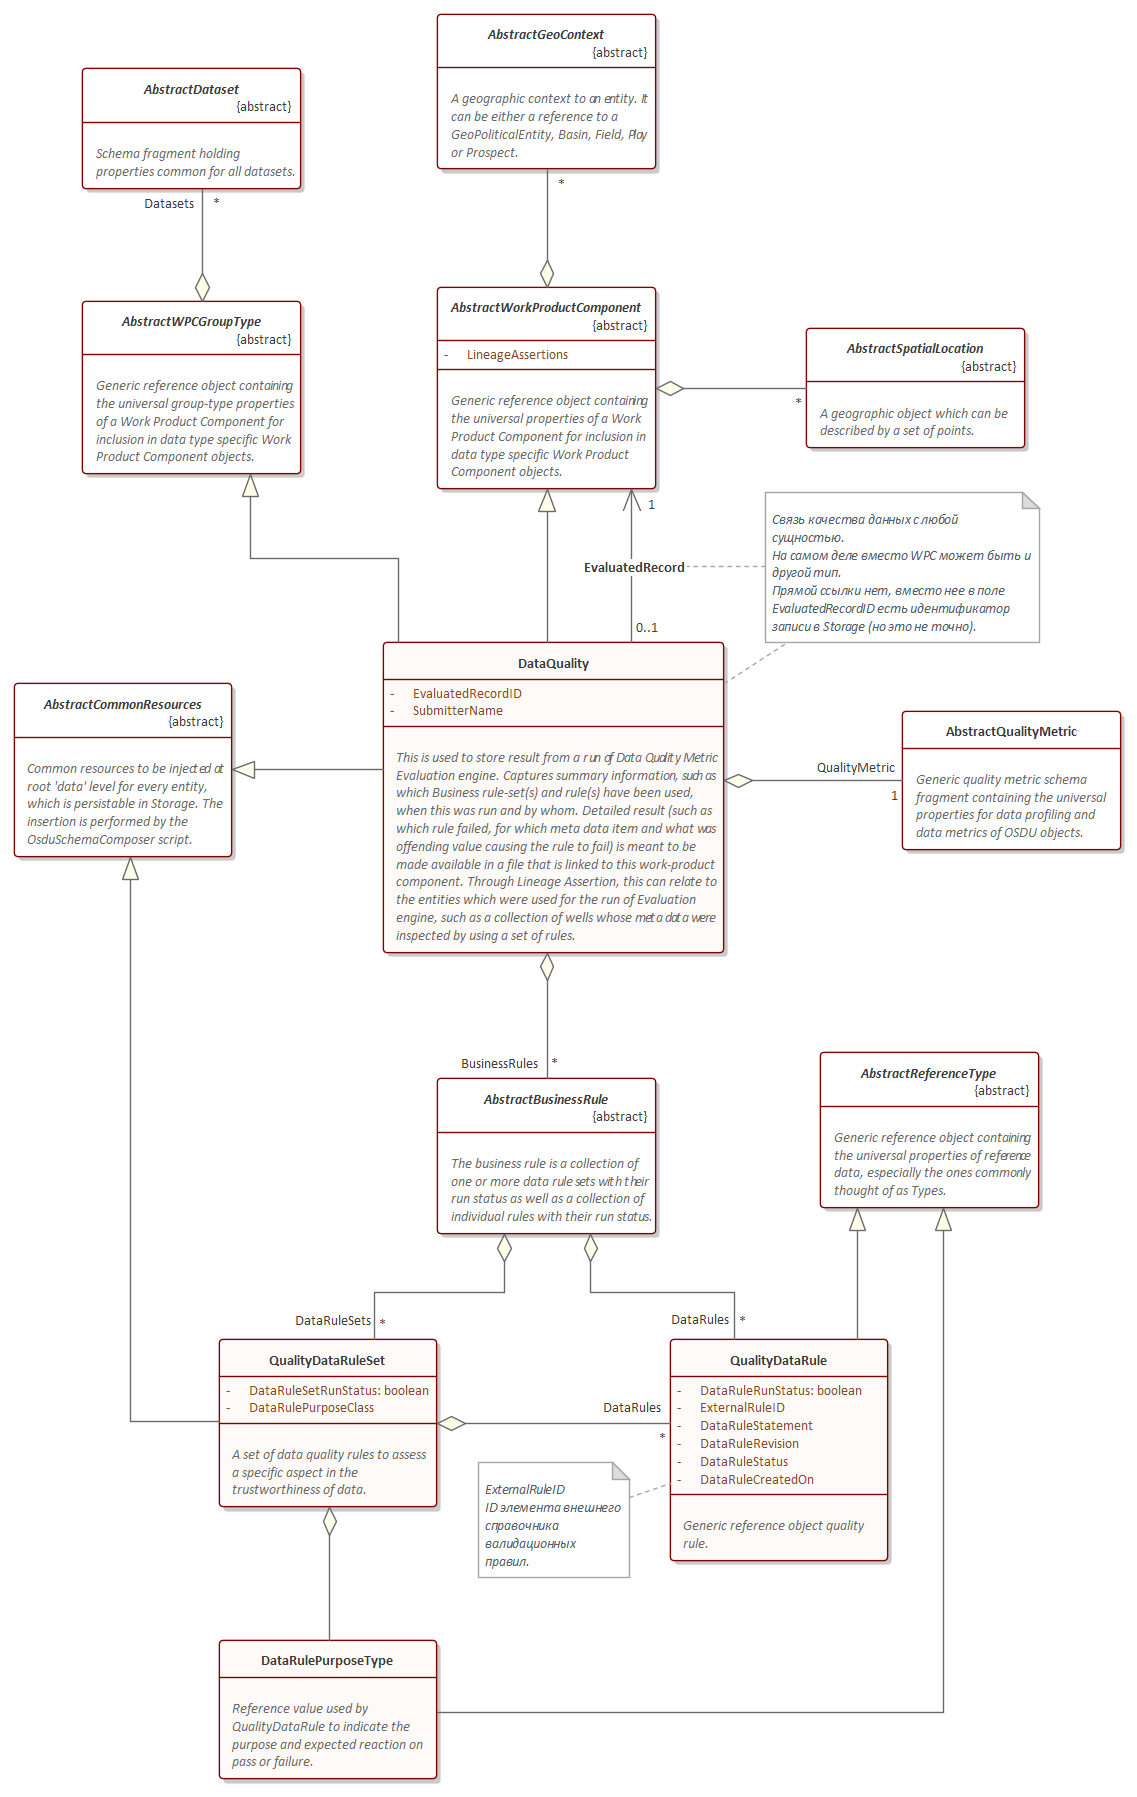 AbstractGeoContext
{abstract}
A geographic context to an entity. It
can be either a reference to a
GeoPoliticalEntity, Basin, Field, Play
or Prospect.
*
AbstractDataset
{abstract}
Schema fragment holding
properties common for all datasets.
Datasets
*
AbstractWPCGroupType
{abstract}
Generic reference object containing
the universal group-type properties
of a Work Product Component for
inclusion in data type specific Work
Product Component objects.
AbstractWorkProductComponent
{abstract}
- LineageAssertions
Generic reference object containing
the universal properties of a Work
Product Component for inclusion in
data type specific Work Product
Component objects.
*
AbstractSpatialLocation
{abstract}
A geographic object which can be
described by a set of points.
1
EvaluatedRecord
0..1
Связь качества данных с любой
сущностью.
На самом деле вместо WPC может быть и
другой тип.
Прямой ссылки нет, вместо нее в поле
EvaluatedRecordID есть идентификатор
записи в Storage (но это не точно).
DataQuality
- EvaluatedRecordID
- SubmitterName
This is used to store result from a run of Data Quality Metric
Evaluation engine. Captures summary information, such as
which Business rule-set(s) and rule(s) have been used,
when this was run and by whom. Detailed result (such as
which rule failed, for which meta data item and what was
offending value causing the rule to fail) is meant to be
made available in a file that is linked to this work-product
component. Through Lineage Assertion, this can relate to
the entities which were used for the run of Evaluation
engine, such as a collection of wells whose meta data were
inspected by using a set of rules.
AbstractCommonResources
{abstract}
Common resources to be injected at
root 'data' level for every entity,
which is persistable in Storage. The
insertion is performed by the
OsduSchemaComposer script.
QualityMetric
1
AbstractQualityMetric
Generic quality metric schema
fragment containing the universal
properties for data profiling and
data metrics of OSDU objects.
BusinessRules
*
AbstractBusinessRule
{abstract}
The business rule is a collection of
one or more data rule sets with their
run status as well as a collection of
individual rules with their run status.
AbstractReferenceType
{abstract}
Generic reference object containing
the universal properties of reference
data, especially the ones commonly
thought of as Types.
DataRuleSets
*
DataRules
*
QualityDataRuleSet
- DataRuleSetRunStatus: boolean
- DataRulePurposeClass
A set of data quality rules to assess
a specific aspect in the
trustworthiness of data.
DataRules
*
QualityDataRule
- DataRuleRunStatus: boolean
- ExternalRuleID
- DataRuleStatement
- DataRuleRevision
- DataRuleStatus
- DataRuleCreatedOn
Generic reference object quality
rule.
ExternalRuleID
ID элемента внешнего
справочника
валидационных
правил.
DataRulePurposeType
Reference value used by
QualityDataRule to indicate the
purpose and expected reaction on
pass or failure.